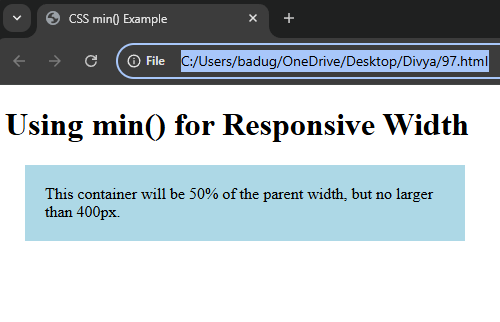 CSS min() Example
File
C:/Users/badug/OneDrive/Desktop/Divya/97.html
Using min() for Responsive Width
This container will be 50% of the parent width, but no larger
than 400px.